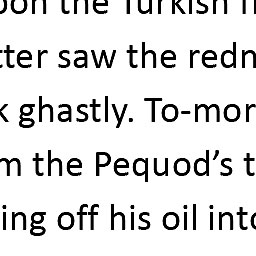 oon the Turkish
tter saw the redn
k ghastly. To-mor
m the Pequod’s t
ing off his oil into